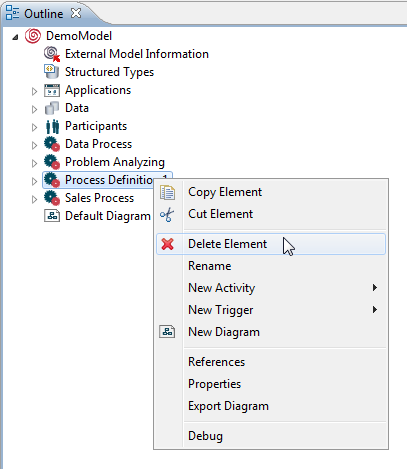 Outline
DemoModel
External Model Information
Structured Types
Applications
Data
Participants
Data Process
Problem Analyzing
Process Definition 1
Sales Process
Default Diagram
Copy Element
Cut Element
Delete Element
Rename
New Activity
New Trigger
New Diagram
References
Properties
Export Diagram
Debug